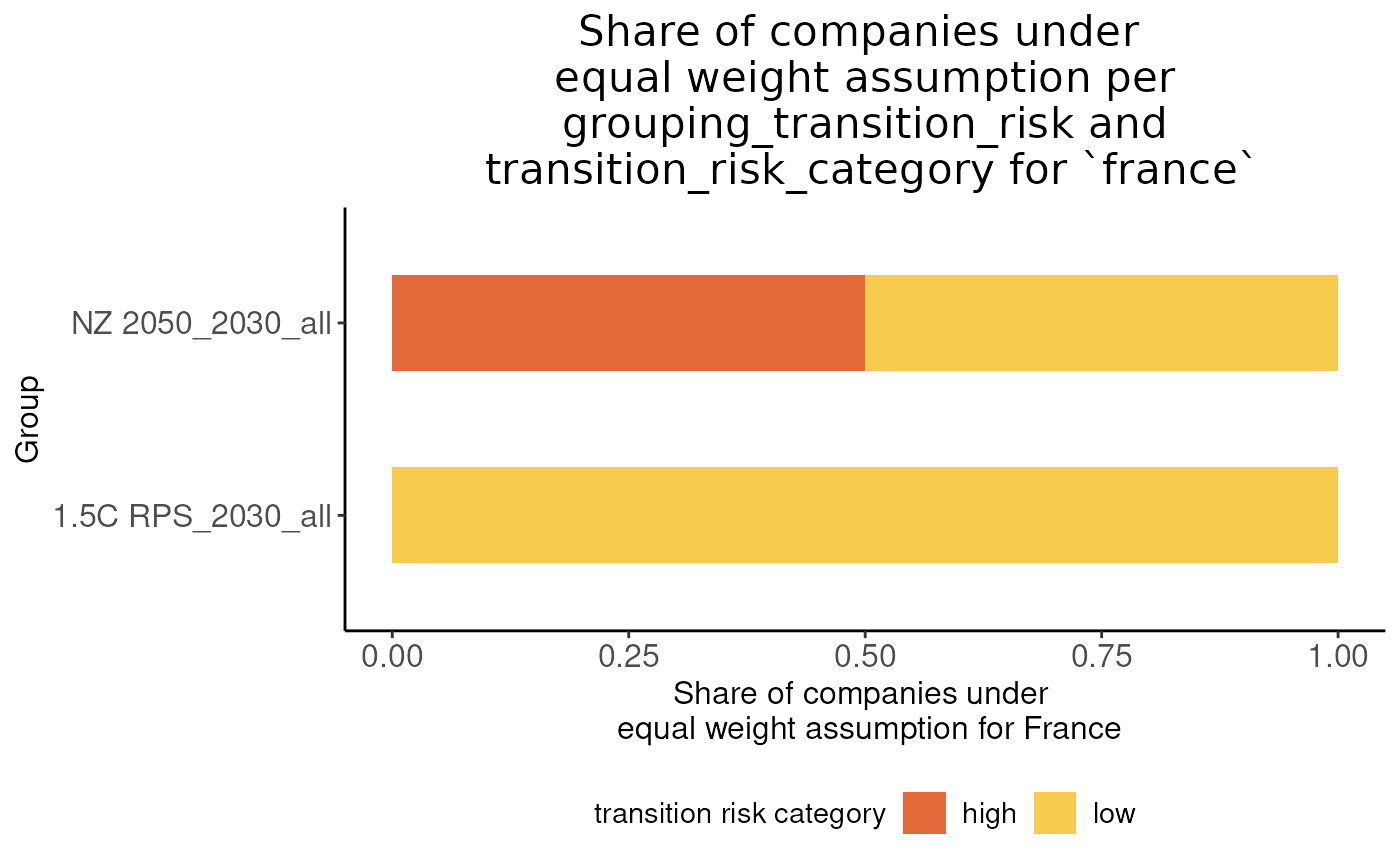 Share of companies under
equal weight assumption per
grouping_transition_risk and
transition_risk_category for `france`
Group
NZ 2050_2030_all
1.5C RPS_2030_all
0.00 0.25 0.50 0.75 1.00
Share of companies under
equal weight assumption for France
transition risk category high low